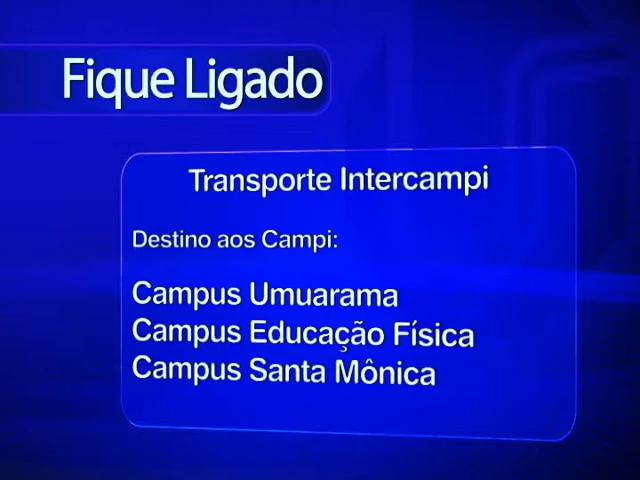 Fique Ligado
Transporte Intercampi
Destino aos Campi:
Campus Umuarama
Campus Educação Física
Campus Santa Mônica